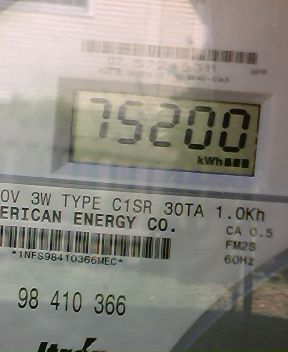 75200
kWh
0V 3W TYPE C1SR 30TA 1.0Kh
ERICAN ENERGY CO.
CA 0.5
FM2S
60Hz
*1NFS98410366MEC*
98 410 366
Itrón